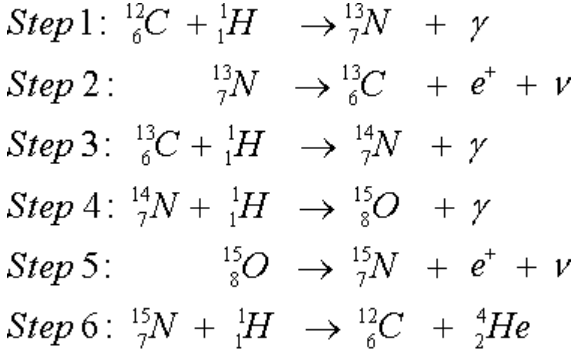 Step 1: ¹²₆C + ¹₁H → ¹³₇N + γ
Step 2: ¹³₇N → ¹³₆C + e⁺ + ν
Step 3: ¹³₆C + ¹₁H → ¹⁴₇N + γ
Step 4: ¹⁴₇N + ¹₁H → ¹⁵₈O + γ
Step 5: ¹⁵₈O → ¹⁵₇N + e⁺ + ν
Step 6: ¹⁵₇N + ¹₁H → ¹²₆C + ⁴₂He